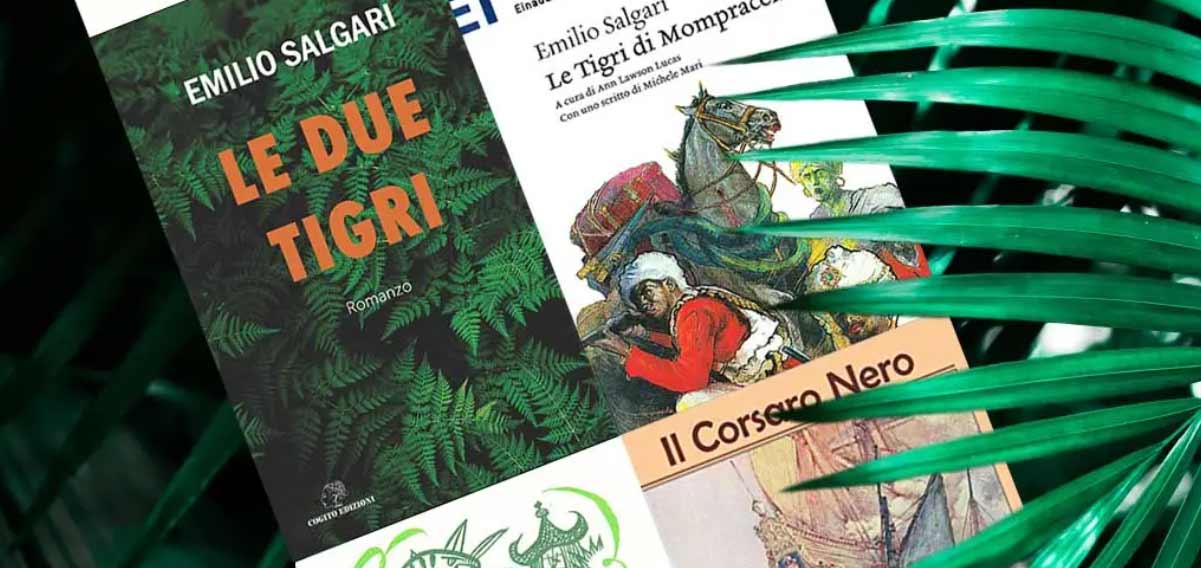 EMILIO SALGARI
LE DUE
TIGRI
Romanzo
COGITO EDIZIONI
ET
Emilio Salgari
Le Tigri di Mompracem
A cura di Ann Lawson Lucas
Con uno scritto di Michele Mari
Il Corsaro Nero